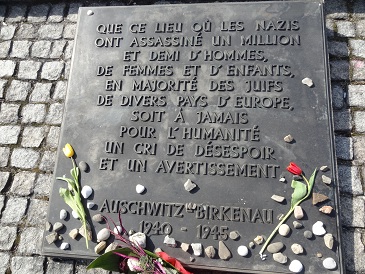 QUE CE LIEU OÙ LES NAZIS
ONT ASSASSINÉ UN MILLION
ET DEMI D'HOMMES,
DE FEMMES ET D'ENFANTS,
EN MAJORITÉ DES JUIFS
DE DIVERS PAYS D'EUROPE,
SOIT À JAMAIS
POUR L'HUMANITÉ
UN CRI DE DÉSESPOIR
ET UN AVERTISSEMENT
AUSCHWITZ-BIRKENAU
1940 1945